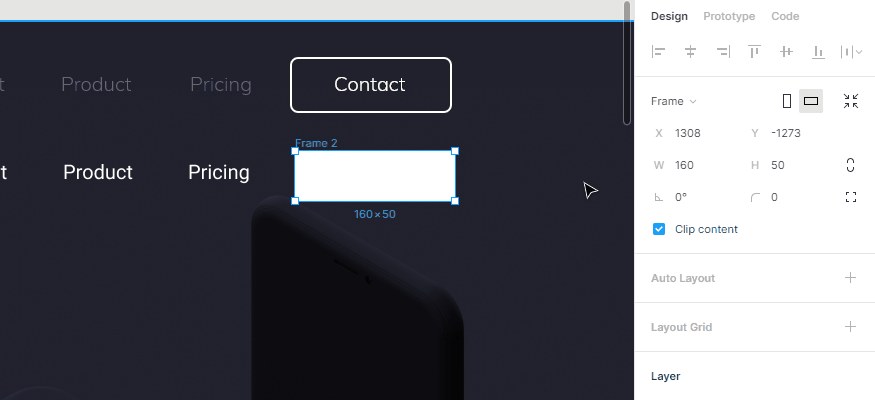 Design Prototype Code
t Product Pricing Contact
Frame
Frame 2
X 1308 Y -1273
t Product Pricing
W 160 H 50
160×50
0° 0
Clip content
Auto Layout
Layout Grid
Layer